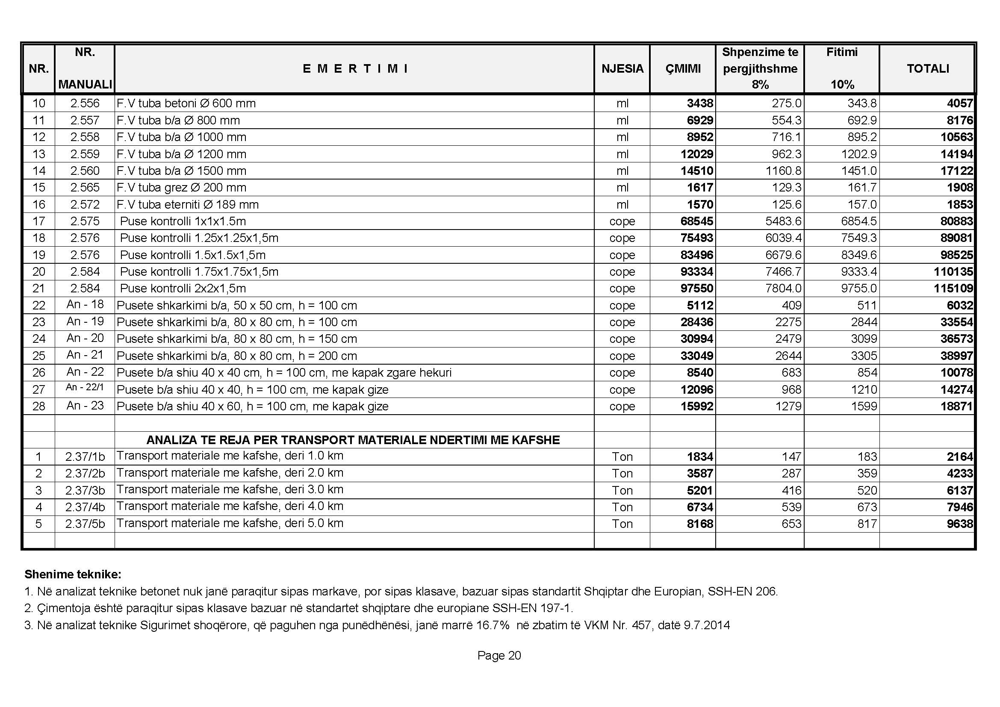 NR. NR. MANUALI E M E R T I M I NJESIA ÇMIMI Shpenzime te pergjithshme 8% Fitimi 10% TOTALI
10 2.556 F.V tuba betoni Ø 600 mm ml 3438 275.0 343.8 4057
11 2.557 F.V tuba b/a Ø 800 mm ml 6929 554.3 692.9 8176
12 2.558 F.V tuba b/a Ø 1000 mm ml 8952 716.1 895.2 10563
13 2.559 F.V tuba b/a Ø 1200 mm ml 12029 962.3 1202.9 14194
14 2.560 F.V tuba b/a Ø 1500 mm ml 14510 1160.8 1451.0 17122
15 2.565 F.V tuba grez Ø 200 mm ml 1617 129.3 161.7 1908
16 2.572 F.V tuba eterniti Ø 189 mm ml 1570 125.6 157.0 1853
17 2.575 Puse kontrolli 1x1x1.5m cope 68545 5483.6 6854.5 80883
18 2.576 Puse kontrolli 1.25x1.25x1,5m cope 75493 6039.4 7549.3 89081
19 2.576 Puse kontrolli 1.5x1.5x1,5m cope 83496 6679.6 8349.6 98525
20 2.584 Puse kontrolli 1.75x1.75x1,5m cope 93334 7466.7 9333.4 110135
21 2.584 Puse kontrolli 2x2x1,5m cope 97550 7804.0 9755.0 115109
22 An - 18 Pusete shkarkimi b/a, 50 x 50 cm, h = 100 cm cope 5112 409 511 6032
23 An - 19 Pusete shkarkimi b/a, 80 x 80 cm, h = 100 cm cope 28436 2275 2844 33554
24 An - 20 Pusete shkarkimi b/a, 80 x 80 cm, h = 150 cm cope 30994 2479 3099 36573
25 An - 21 Pusete shkarkimi b/a, 80 x 80 cm, h = 200 cm cope 33049 2644 3305 38997
26 An - 22 Pusete b/a shiu 40 x 40 cm, h = 100 cm, me kapak zgare hekuri cope 8540 683 854 10078
27 An - 22/1 Pusete b/a shiu 40 x 40, h = 100 cm, me kapak gize cope 12096 968 1210 14274
28 An - 23 Pusete b/a shiu 40 x 60, h = 100 cm, me kapak gize cope 15992 1279 1599 18871
ANALIZA TE REJA PER TRANSPORT MATERIALE NDERTIMI ME KAFSHE
1 2.37/1b Transport materiale me kafshe, deri 1.0 km Ton 1834 147 183 2164
2 2.37/2b Transport materiale me kafshe, deri 2.0 km Ton 3587 287 359 4233
3 2.37/3b Transport materiale me kafshe, deri 3.0 km Ton 5201 416 520 6137
4 2.37/4b Transport materiale me kafshe, deri 4.0 km Ton 6734 539 673 7946
5 2.37/5b Transport materiale me kafshe, deri 5.0 km Ton 8168 653 817 9638
Shenime teknike:
1. Në analizat teknike betonet nuk janë paraqitur sipas markave, por sipas klasave, bazuar sipas standartit Shqiptar dhe Europian, SSH-EN 206.
2. Çimentoja është paraqitur sipas klasave bazuar në standartet shqiptare dhe europiane SSH-EN 197-1.
3. Në analizat teknike Sigurimet shoqërore, që paguhen nga punëdhënësi, janë marrë 16.7% në zbatim të VKM Nr. 457, datë 9.7.2014
Page 20